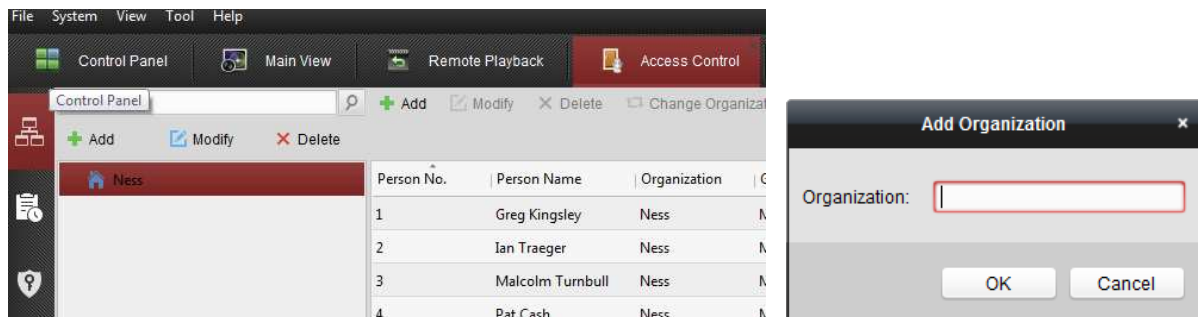 File System View Tool Help
Control Panel Main View Remote Playback Access Control
Control Panel
Add Modify Delete Change Organizat
Add Modify Delete
Ness
Person No. Person Name Organization G
1 Greg Kingsley Ness M
2 Ian Traeger Ness M
3 Malcolm Turnbull Ness M
4 Pat Cash Ness M
Add Organization
Organization:
OK Cancel